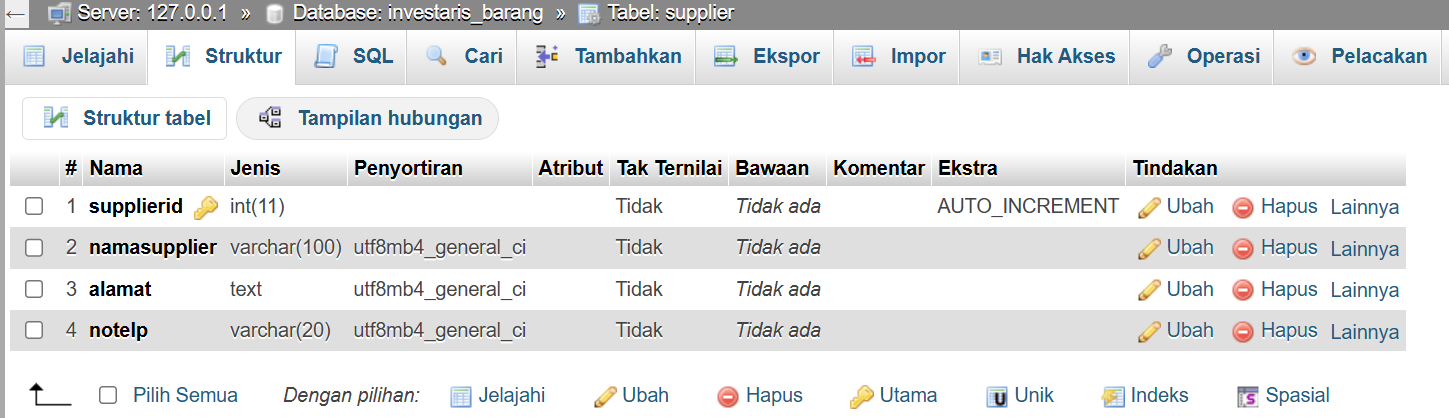 Server: 127.0.0.1 » Database: investaris_barang » Tabel: supplier
Jelajahi Struktur SQL Cari Tambahkan Ekspor Impor Hak Akses Operasi Pelacakan
Struktur tabel Tampilan hubungan
# Nama Jenis Penyortiran Atribut Tak Ternilai Bawaan Komentar Ekstra Tindakan
1 supplierid int(11) Tidak Tidak ada AUTO_INCREMENT Ubah Hapus Lainnya
2 namasupplier varchar(100) utf8mb4_general_ci Tidak Tidak ada Ubah Hapus Lainnya
3 alamat text utf8mb4_general_ci Tidak Tidak ada Ubah Hapus Lainnya
4 notelp varchar(20) utf8mb4_general_ci Tidak Tidak ada Ubah Hapus Lainnya
Pilih Semua Dengan pilihan: Jelajahi Ubah Hapus Utama Unik Indeks Spasial